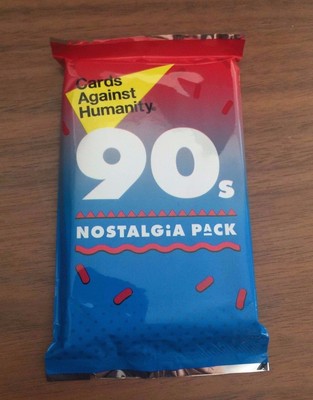 Cards
Against
Humanity.
90s
NOSTALGiA PACK